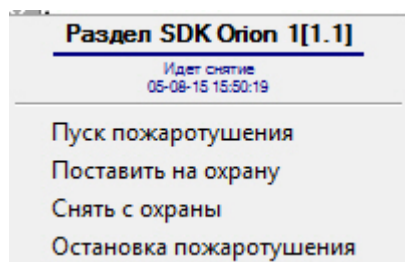 Раздел SDK Orion 1[1.1]
Идет снятие
05-08-15 15:50:19
Пуск пожаротушения
Поставить на охрану
Снять с охраны
Остановка пожаротушения